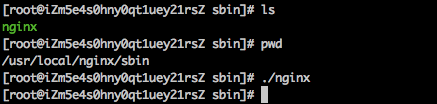 [root@iZm5e4s0hny0qt1uey21rsZ sbin]# ls
nginx
[root@iZm5e4s0hny0qt1uey21rsZ sbin]# pwd
/usr/local/nginx/sbin
[root@iZm5e4s0hny0qt1uey21rsZ sbin]# ./nginx
[root@iZm5e4s0hny0qt1uey21rsZ sbin]#